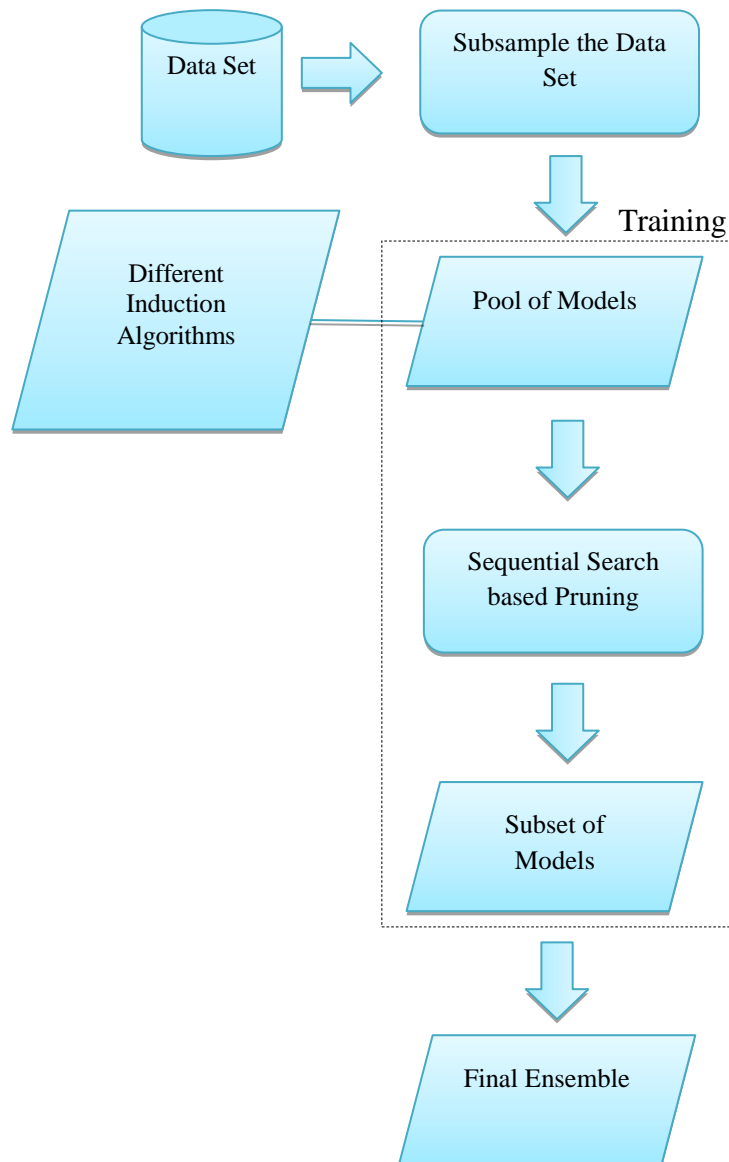 Data Set
Subsample the Data
Set
Training
Different
Induction
Algorithms
Pool of Models
Sequential Search
based Pruning
Subset of
Models
Final Ensemble